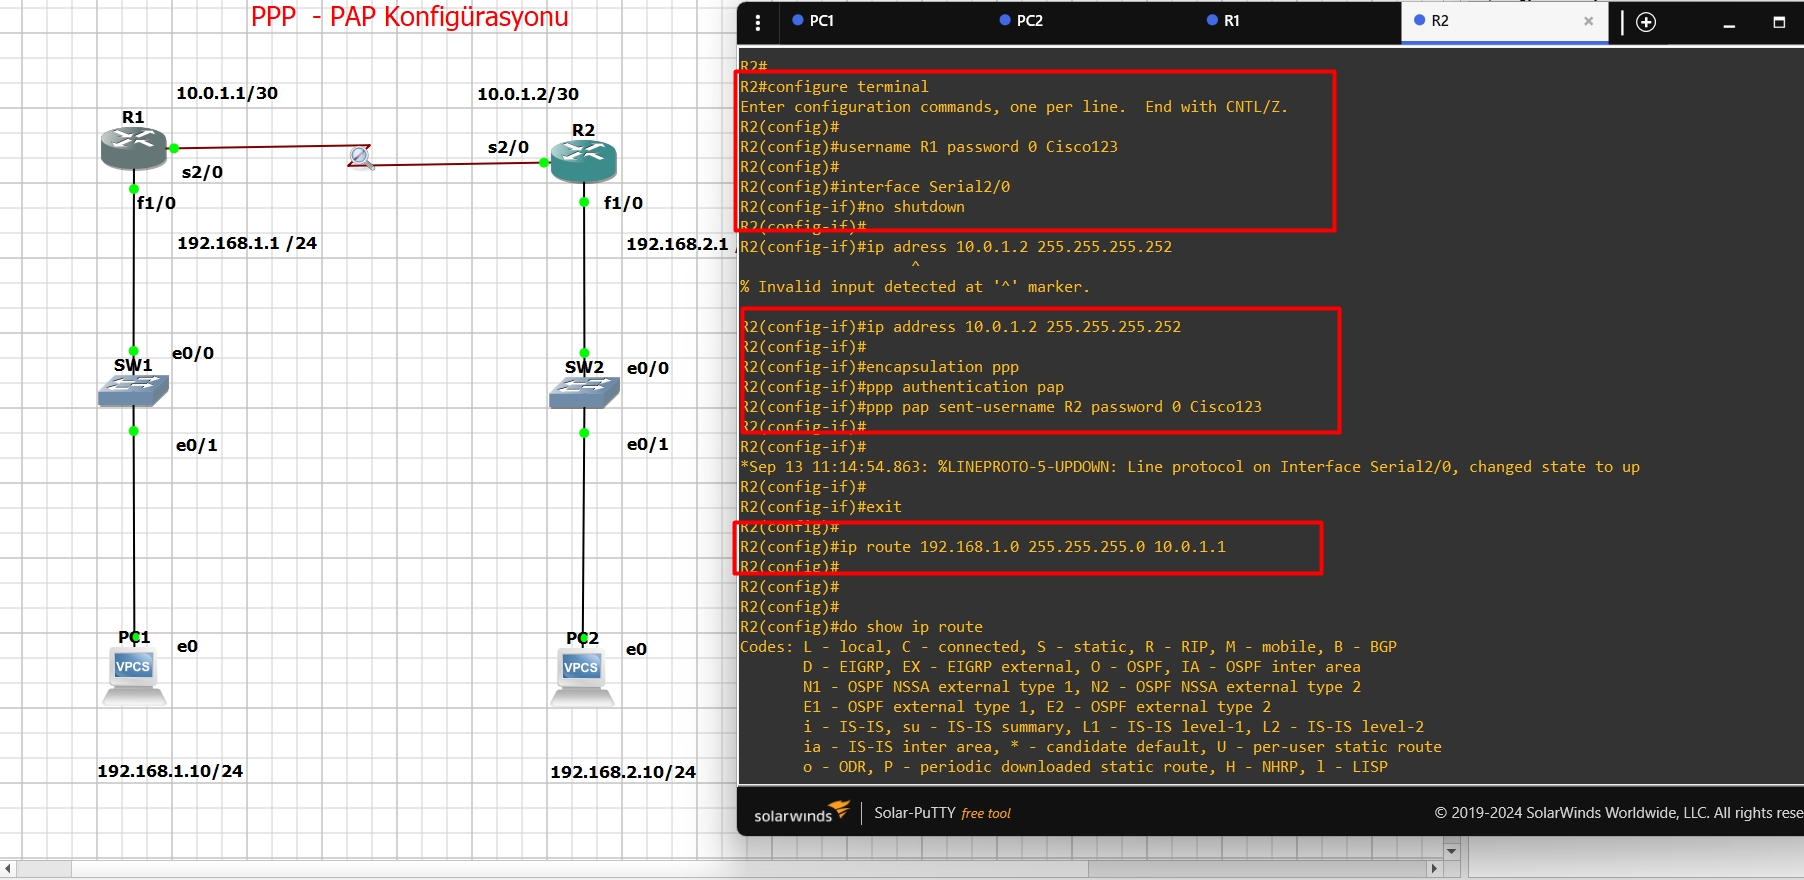 PPP - PAP Konfigürasyonu
10.0.1.1/30
10.0.1.2/30
R1
R2
s2/0
s2/0
f1/0
f1/0
192.168.1.1 /24
192.168.2.1 /
SW1
e0/0
SW2
e0/0
e0/1
e0/1
PC1
e0
PC2
e0
VPCS
VPCS
192.168.1.10/24
192.168.2.10/24
PC1
PC2
R1
R2
R2#
R2#configure terminal
Enter configuration commands, one per line.  End with CNTL/Z.
R2(config)#
R2(config)#username R1 password 0 Cisco123
R2(config)#
R2(config)#interface Serial2/0
R2(config-if)#no shutdown
R2(config-if)#
R2(config-if)#ip adress 10.0.1.2 255.255.255.252
^
% Invalid input detected at '^' marker.
R2(config-if)#ip address 10.0.1.2 255.255.255.252
R2(config-if)#
R2(config-if)#encapsulation ppp
R2(config-if)#ppp authentication pap
R2(config-if)#ppp pap sent-username R2 password 0 Cisco123
R2(config-if)#
R2(config-if)#
*Sep 13 11:14:54.863: %LINEPROTO-5-UPDOWN: Line protocol on Interface Serial2/0, changed state to up
R2(config-if)#
R2(config-if)#exit
R2(config)#
R2(config)#ip route 192.168.1.0 255.255.255.0 10.0.1.1
R2(config)#
R2(config)#
R2(config)#
R2(config)#do show ip route
Codes: L - local, C - connected, S - static, R - RIP, M - mobile, B - BGP
D - EIGRP, EX - EIGRP external, O - OSPF, IA - OSPF inter area
N1 - OSPF NSSA external type 1, N2 - OSPF NSSA external type 2
E1 - OSPF external type 1, E2 - OSPF external type 2
i - IS-IS, su - IS-IS summary, L1 - IS-IS level-1, L2 - IS-IS level-2
ia - IS-IS inter area, * - candidate default, U - per-user static route
o - ODR, P - periodic downloaded static route, H - NHRP, l - LISP
solarwinds
Solar-PuTTY free tool
© 2019-2024 SolarWinds Worldwide, LLC. All rights rese